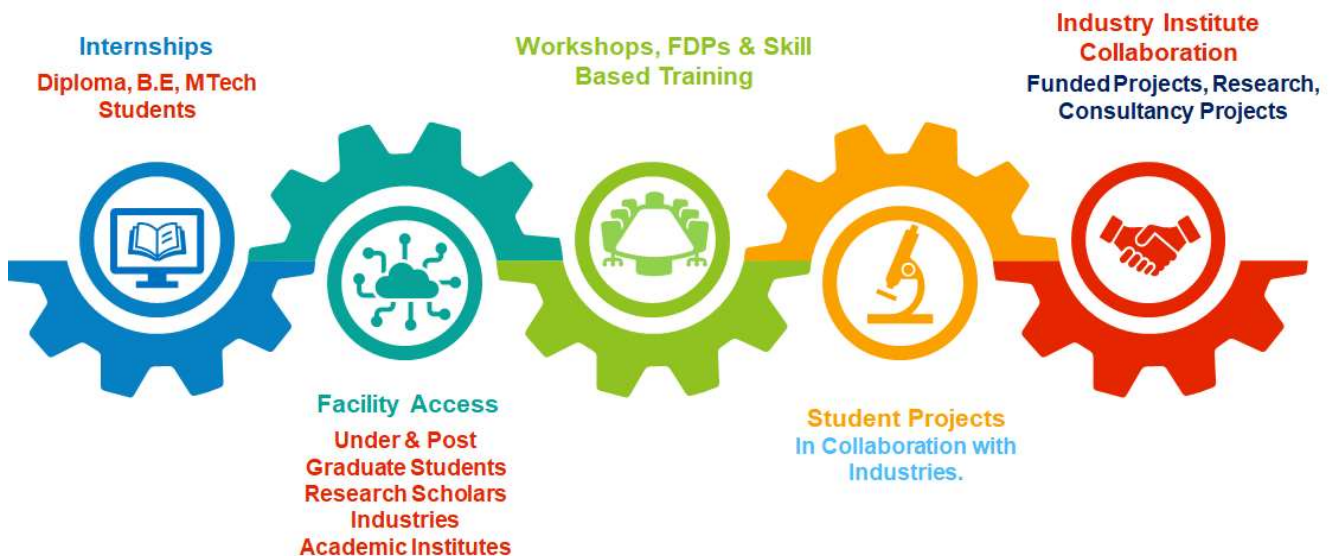 Internships
Diploma, B.E, MTech
Students
Facility Access
Under & Post
Graduate Students
Research Scholars
Industries
Academic Institutes
Workshops, FDPs & Skill
Based Training
Student Projects
In Collaboration with
Industries.
Industry Institute
Collaboration
Funded Projects, Research,
Consultancy Projects